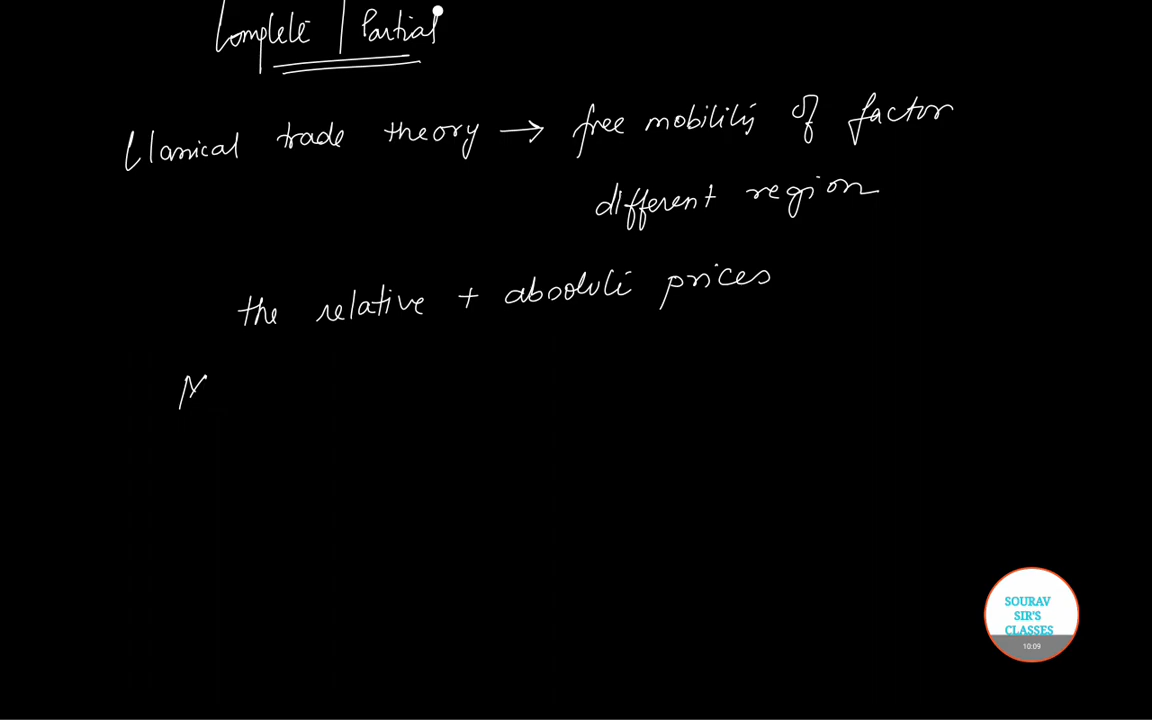 Complete | Partial
Classical trade theory → free mobility of factor
different region
the relative + absolute prices
N
SOURAV
SIR'S
CLASSES
10:09